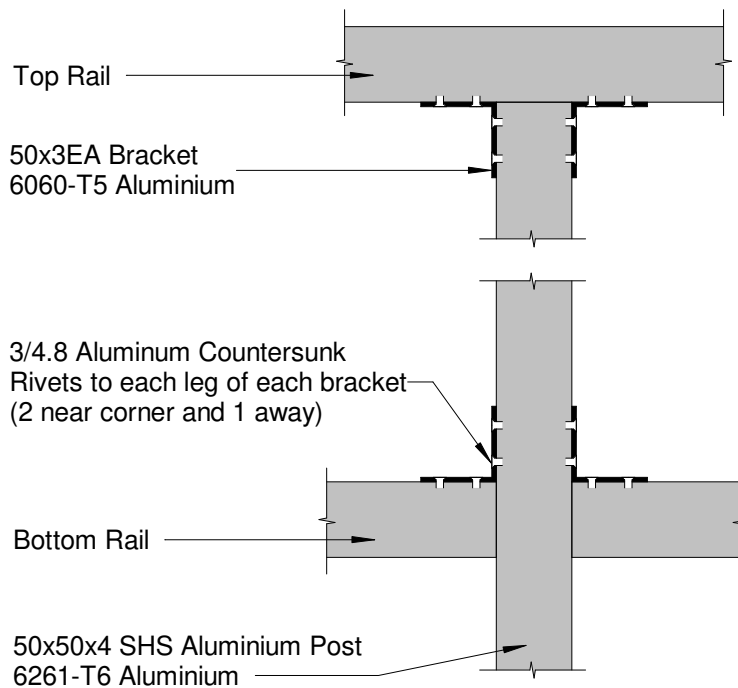 Top Rail
50x3EA Bracket
6060-T5 Aluminium
3/4.8 Aluminum Countersunk
Rivets to each leg of each bracket
(2 near corner and 1 away)
Bottom Rail
50x50x4 SHS Aluminium Post
6261-T6 Aluminium